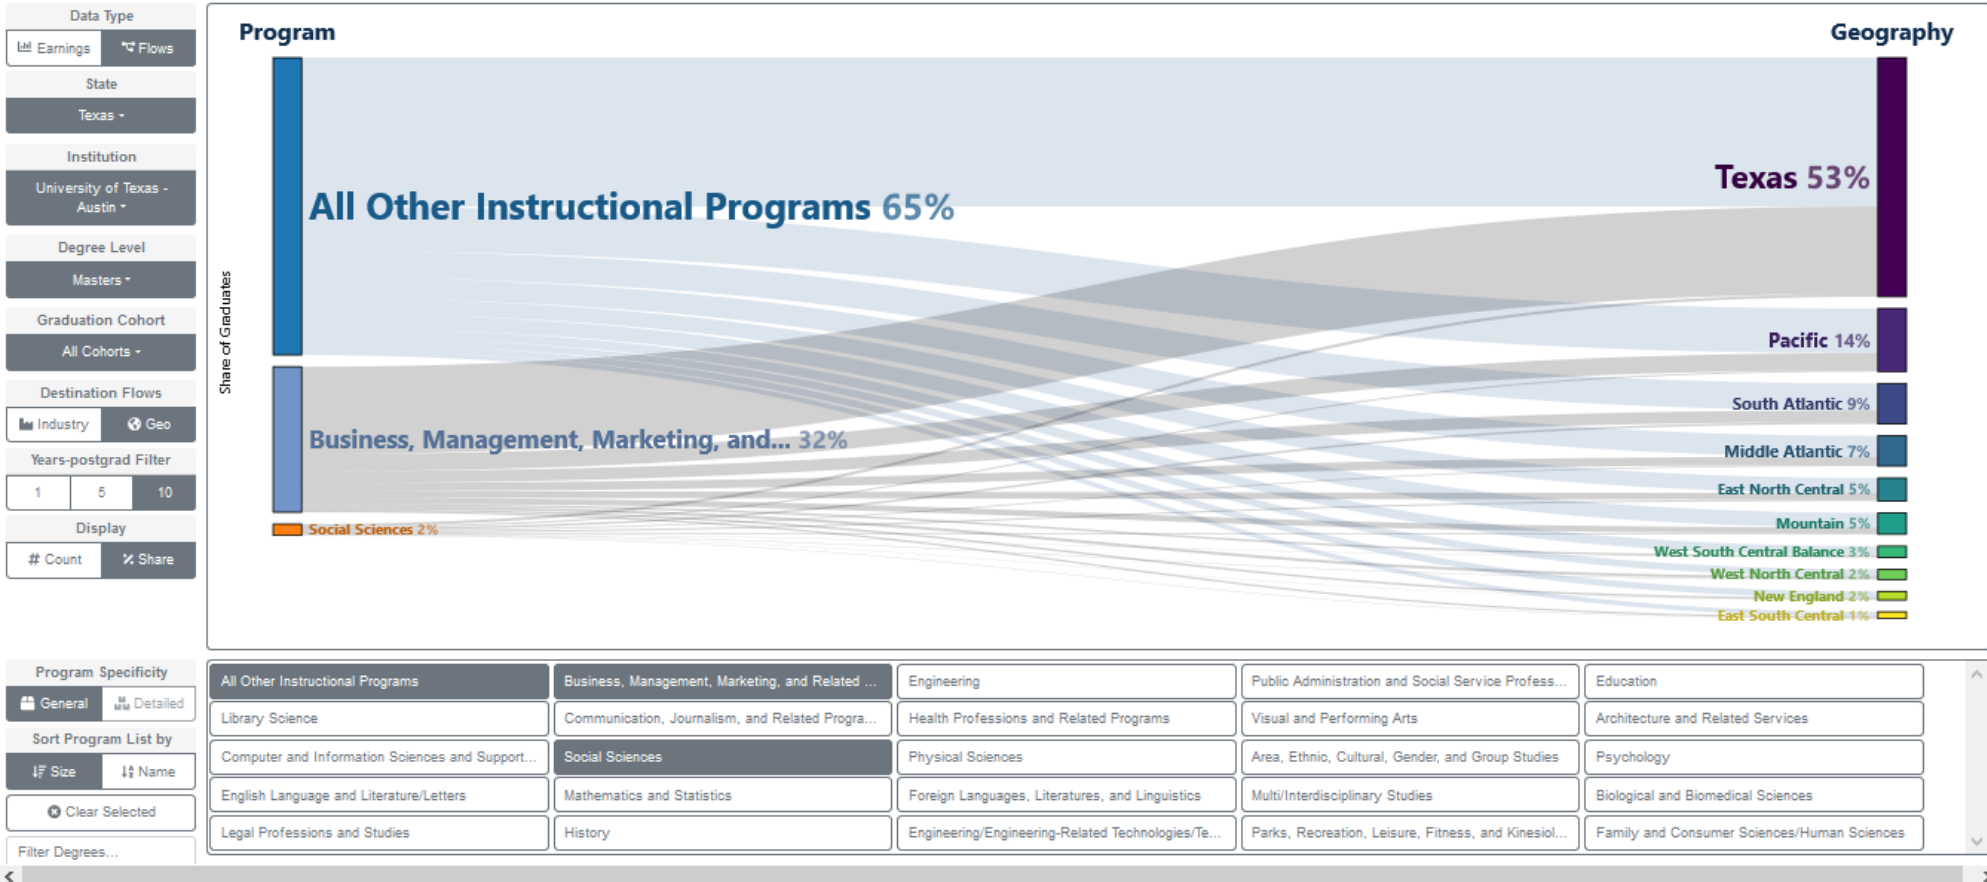 Data Type
Earnings
Flows
State
Texas
Institution
University of Texas -
Austin
Degree Level
Masters
Graduation Cohort
All Cohorts
Destination Flows
Industry
Geo
Years-postgrad Filter
1
5
10
Display
# Count
% Share
Program
Geography
Share of Graduates
All Other Instructional Programs 65%
Business, Management, Marketing, and... 32%
Social Sciences 2%
Texas 53%
Pacific 14%
South Atlantic 9%
Middle Atlantic 7%
East North Central 5%
Mountain 5%
West South Central Balance 3%
West North Central 2%
New England 2%
East South Central 1%
Program Specificity
General
Detailed
Sort Program List by
Size
Name
Clear Selected
Filter Degrees...
All Other Instructional Programs
Business, Management, Marketing, and Related ...
Engineering
Public Administration and Social Service Profess...
Education
Library Science
Communication, Journalism, and Related Progra...
Health Professions and Related Programs
Visual and Performing Arts
Architecture and Related Services
Computer and Information Sciences and Support...
Social Sciences
Physical Sciences
Area, Ethnic, Cultural, Gender, and Group Studies
Psychology
English Language and Literature/Letters
Mathematics and Statistics
Foreign Languages, Literatures, and Linguistics
Multi/Interdisciplinary Studies
Biological and Biomedical Sciences
Legal Professions and Studies
History
Engineering/Engineering-Related Technologies/Te...
Parks, Recreation, Leisure, Fitness, and Kinesiol...
Family and Consumer Sciences/Human Sciences